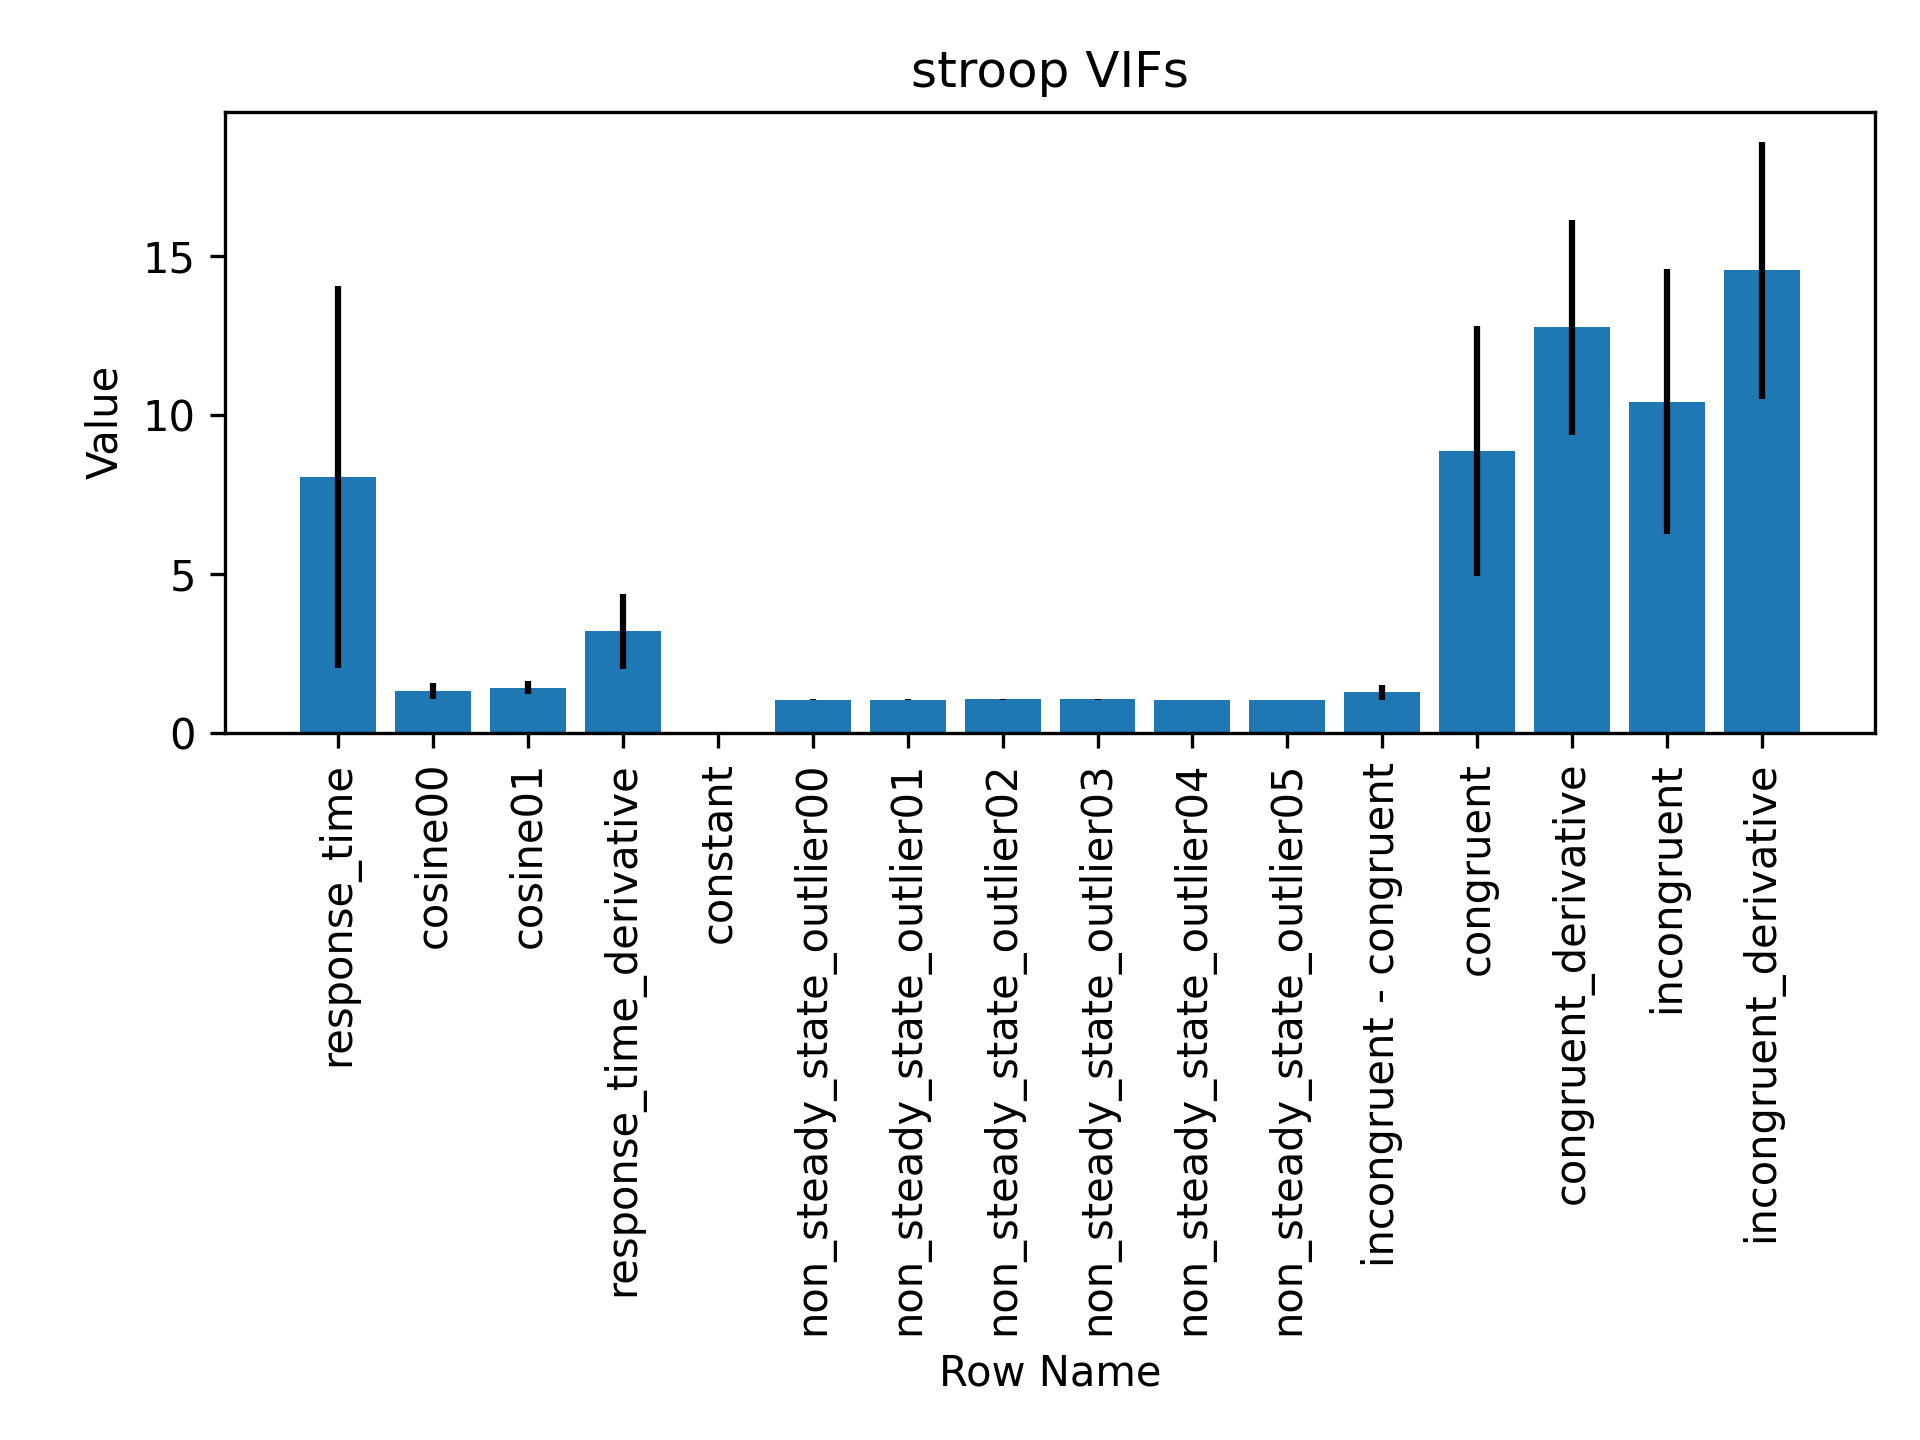 stroop VIFs
Value
15
10
5
0
response_time
cosine00
cosine01
response_time_derivative
constant
non_steady_state_outlier00
non_steady_state_outlier01
non_steady_state_outlier02
non_steady_state_outlier03
non_steady_state_outlier04
non_steady_state_outlier05
incongruent - congruent
congruent
congruent_derivative
incongruent
incongruent_derivative
Row Name